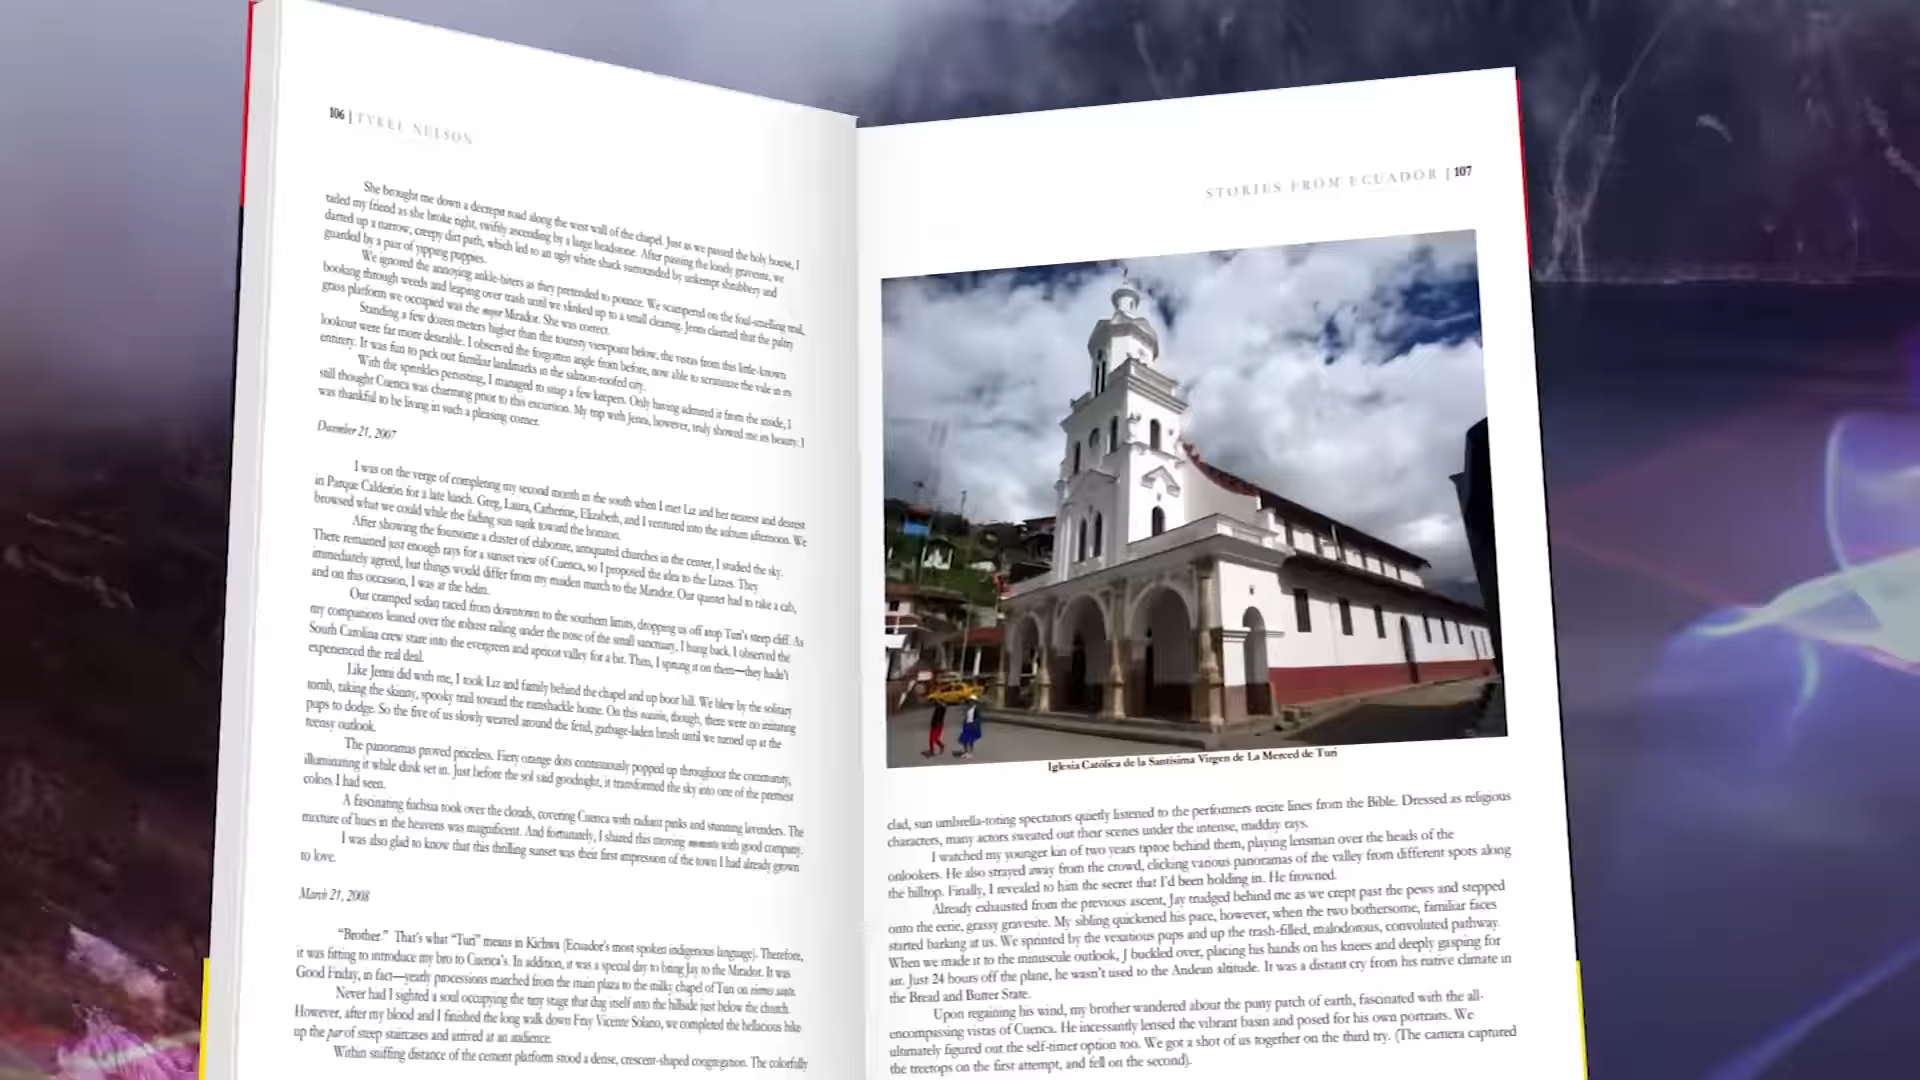 106 | TYREL NELSON
She brought me down a decrepit road along the west wall of the chapel. Just as we passed the holy house, I
tailed my friend as she broke right, swiftly ascending by a large headstone. After passing the lonely gravesite, we
darted up a narrow, creepy dirt path, which led to an ugly white shack surrounded by unkempt shrubbery and
guarded by a pair of yipping puppies.
We ignored the annoying ankle-biters as they pretended to pounce. We scampered on the foul-smelling trail,
booking through weeds and leaping over trash until we slinked up to a small clearing. Jenni claimed that the paltry
grass platform we occupied was the mejor Mirador. She was correct.
Standing a few dozen meters higher than the touristy viewpoint below, the vistas from this little-known
lookout were far more desirable. I observed the forgotten angle from before, now able to scrutinize the vale in its
entirety. It was fun to pick out familiar landmarks in the salmon-roofed city.
With the sprinkles persisting, I managed to snap a few keepers. Only having admired it from the inside, I
still thought Cuenca was charming prior to this excursion. My trip with Jenni, however, truly showed me its beauty. I
was thankful to be living in such a pleasing corner.
December 21, 2007
I was on the verge of completing my second month in the south when I met Liz and her nearest and dearest
in Parque Calderón for a late lunch. Greg, Laura, Catherine, Elizabeth, and I ventured into the auburn afternoon. We
browsed what we could while the fading sun sank toward the horizon.
After showing the foursome a cluster of elaborate, antiquated churches in the center, I studied the sky.
There remained just enough rays for a sunset view of Cuenca, so I proposed the idea to the Lizzes. They
immediately agreed, but things would differ from my maiden march to the Mirador. Our quintet had to take a cab,
and on this occasion, I was at the helm.
Our cramped sedan raced from downtown to the southern limits, dropping us off atop Turi's steep cliff. As
my companions leaned over the robust railing under the nose of the small sanctuary, I hung back. I observed the
South Carolina crew stare into the evergreen and apricot valley for a bit. Then, I sprung it on them—they hadn't
experienced the real deal.
Like Jenni did with me, I took Liz and family behind the chapel and up boot hill. We blew by the solitary
tomb, taking the skinny, spooky trail toward the ramshackle home. On this ocasión, though, there were no irritating
pups to dodge. So the five of us slowly weaved around the fetid, garbage-laden brush until we turned up at the
teensy outlook.
The panoramas proved priceless. Fiery orange dots continuously popped up throughout the community,
illuminating it while dusk set in. Just before the sol said goodnight, it transformed the sky into one of the prettiest
colors I had seen.
A fascinating fuchsia took over the clouds, covering Cuenca with radiant pinks and stunning lavenders. The
mixture of hues in the heavens was magnificent. And fortunately, I shared this moving momento with good company.
I was also glad to know that this thrilling sunset was their first impression of the town I had already grown
to love.
March 21, 2008
"Brother." That's what "Turi" means in Kichwa (Ecuador's most spoken indigenous language). Therefore,
it was fitting to introduce my bro to Cuenca's. In addition, it was a special day to bring Jay to the Mirador. It was
Good Friday, in fact—yearly processions marched from the main plaza to the milky chapel of Turi on viernes santo.
Never had I sighted a soul occupying the tiny stage that dug itself into the hillside just below the church.
However, after my blood and I finished the long walk down Fray Vicente Solano, we completed the hellacious hike
up the par of steep staircases and arrived at an audience.
Within sniffing distance of the cement platform stood a dense, crescent-shaped congregation. The colorfully
STORIES FROM ECUADOR | 107
Iglesia Católica de la Santísima Virgen de La Merced de Turi
clad, sun umbrella-toting spectators quietly listened to the performers recite lines from the Bible. Dressed as religious
characters, many actors sweated out their scenes under the intense, midday rays.
I watched my younger kin of two years tiptoe behind them, playing lensman over the heads of the
onlookers. He also strayed away from the crowd, clicking various panoramas of the valley from different spots along
the hilltop. Finally, I revealed to him the secret that I'd been holding in. He frowned.
Already exhausted from the previous ascent, Jay trudged behind me as we crept past the pews and stepped
onto the eerie, grassy gravesite. My sibling quickened his pace, however, when the two bothersome, familiar faces
started barking at us. We sprinted by the vexatious pups and up the trash-filled, malodorous, convoluted pathway.
When we made it to the minuscule outlook, J buckled over, placing his hands on his knees and deeply gasping for
air. Just 24 hours off the plane, he wasn't used to the Andean altitude. It was a distant cry from his native climate in
the Bread and Butter State.
Upon regaining his wind, my brother wandered about the puny patch of earth, fascinated with the all-
encompassing vistas of Cuenca. He incessantly lensed the vibrant basin and posed for his own portraits. We
ultimately figured out the self-timer option too. We got a shot of us together on the third try. (The camera captured
the treetops on the first attempt, and fell on the second).